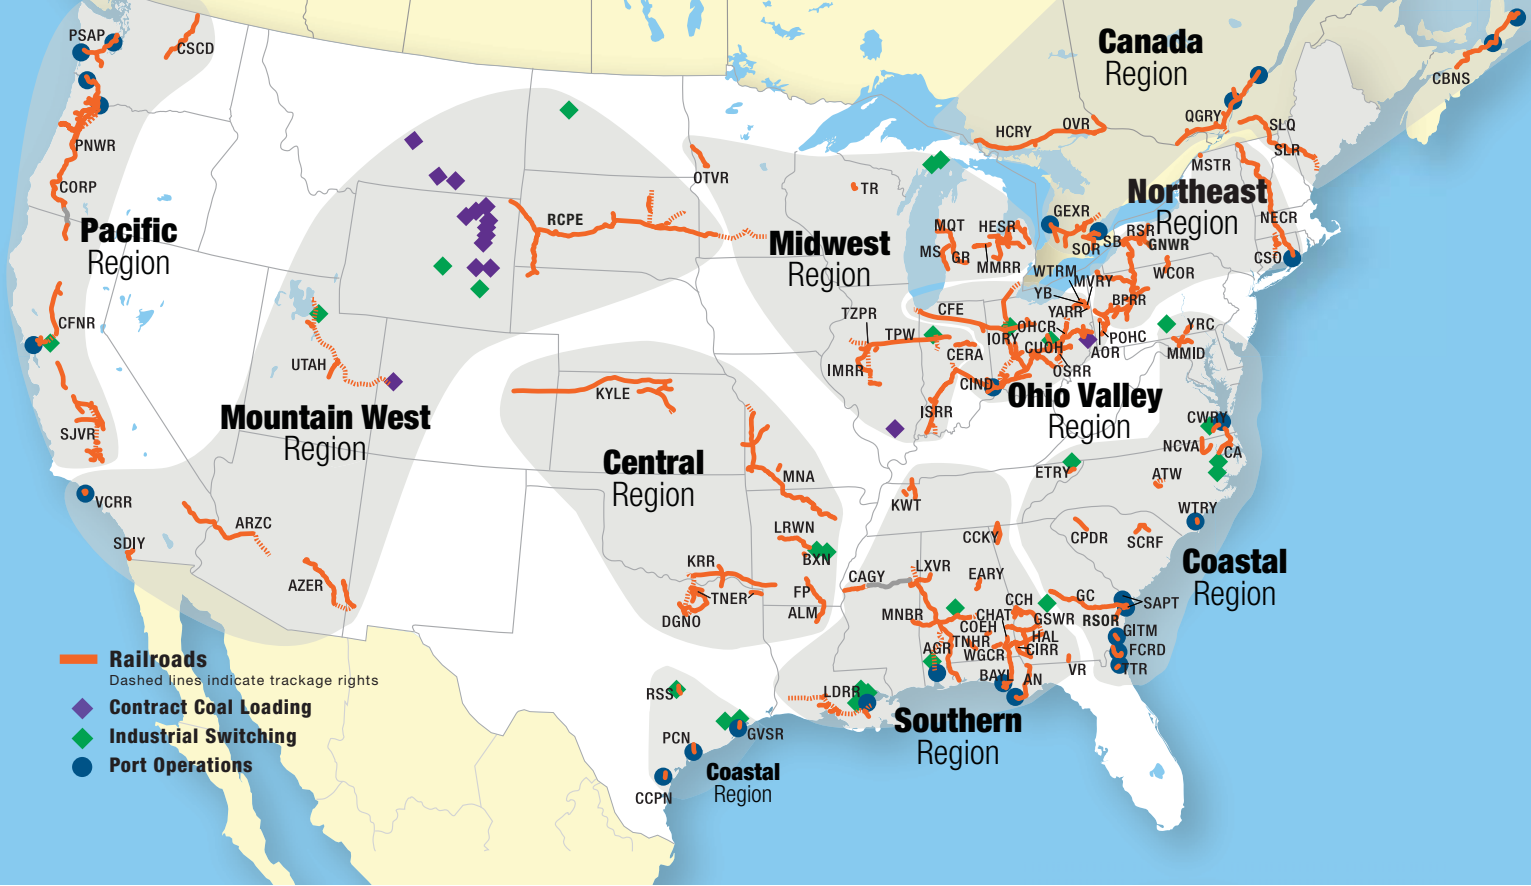 PSAP
CSCD
PNWR
CORP
Pacific
Region
CFNR
SJVR
VCRR
SDIY
ARZC
AZER
UTAH
Mountain West
Region
RCPE
OTVR
TR
Midwest
Region
MQT
HESR
MS
GR
MMRR
TZPR
TPW
IMRR
CFE
CERA
IORY
CIND
ISRR
Canada
Region
HCRY
OVR
QGRY
SLQ
SLR
CBNS
MSTR
Northeast
Region
GEXR
SOR
SB
RSR
GNWR
WCOR
NECR
CSO
WTRM
MVRY
YB
YARR
BPRR
OHCR
CUOH
POHC
AOR
OSRR
Ohio Valley
Region
YRC
MMID
CWRY
NCVA
CA
ETRY
ATW
WTRY
CPDR
SCRF
Coastal
Region
KYLE
Central
Region
MNA
LRWN
BXN
KRR
TNER
DGNO
FP
ALM
KWT
CCKY
CAGY
LXVR
EARY
MNBR
CCH
CHAT
COEH
GSWR
TNHR
HAL
AGR
WGCR
CIRR
BAYL
AN
VR
GC
RSOR
SAPT
GITM
FCRD
TTR
LDRR
Southern
Region
RSS
PCN
GVSR
CCPN
Coastal
Region
Railroads
Dashed lines indicate trackage rights
Contract Coal Loading
Industrial Switching
Port Operations